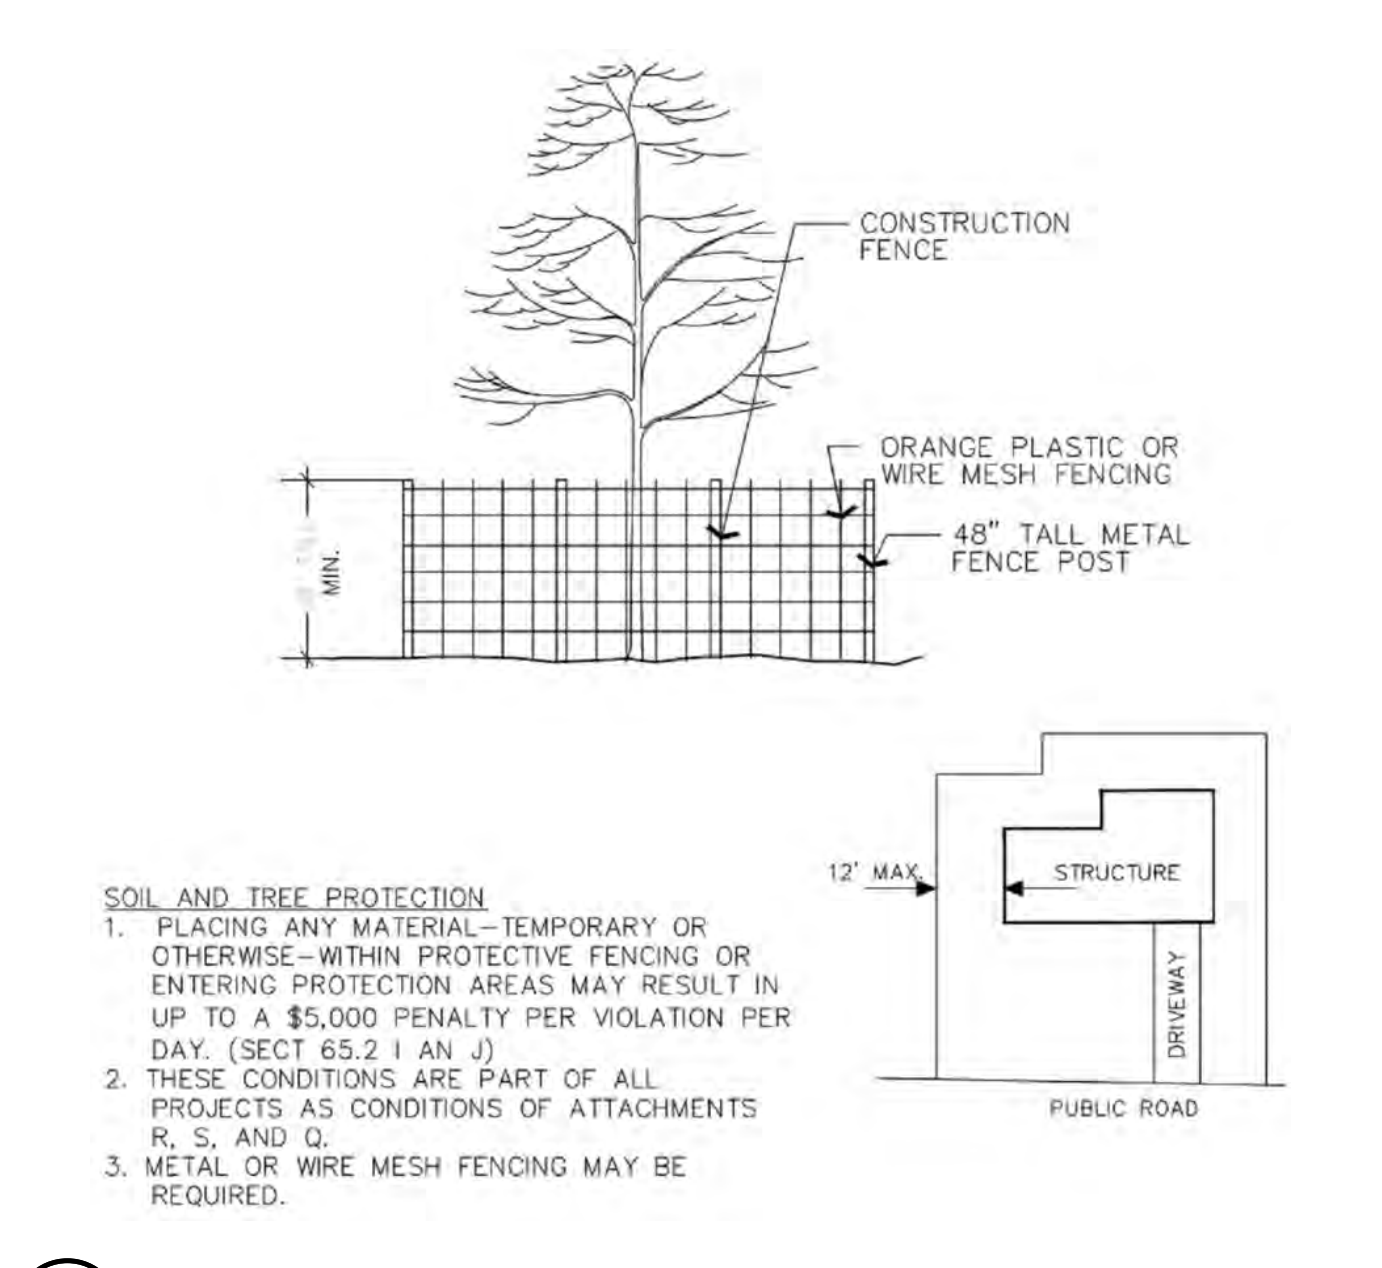 CONSTRUCTION
FENCE
ORANGE PLASTIC OR
WIRE MESH FENCING
48" TALL METAL
FENCE POST
MIN.
12' MAX.
STRUCTURE
DRIVEWAY
PUBLIC ROAD
SOIL AND TREE PROTECTION
1. PLACING ANY MATERIAL-TEMPORARY OR
OTHERWISE-WITHIN PROTECTIVE FENCING OR
ENTERING PROTECTION AREAS MAY RESULT IN
UP TO A $5,000 PENALTY PER VIOLATION PER
DAY. (SECT 65.2 I AN J)
2. THESE CONDITIONS ARE PART OF ALL
PROJECTS AS CONDITIONS OF ATTACHMENTS
R, S, AND Q.
3. METAL OR WIRE MESH FENCING MAY BE
REQUIRED.